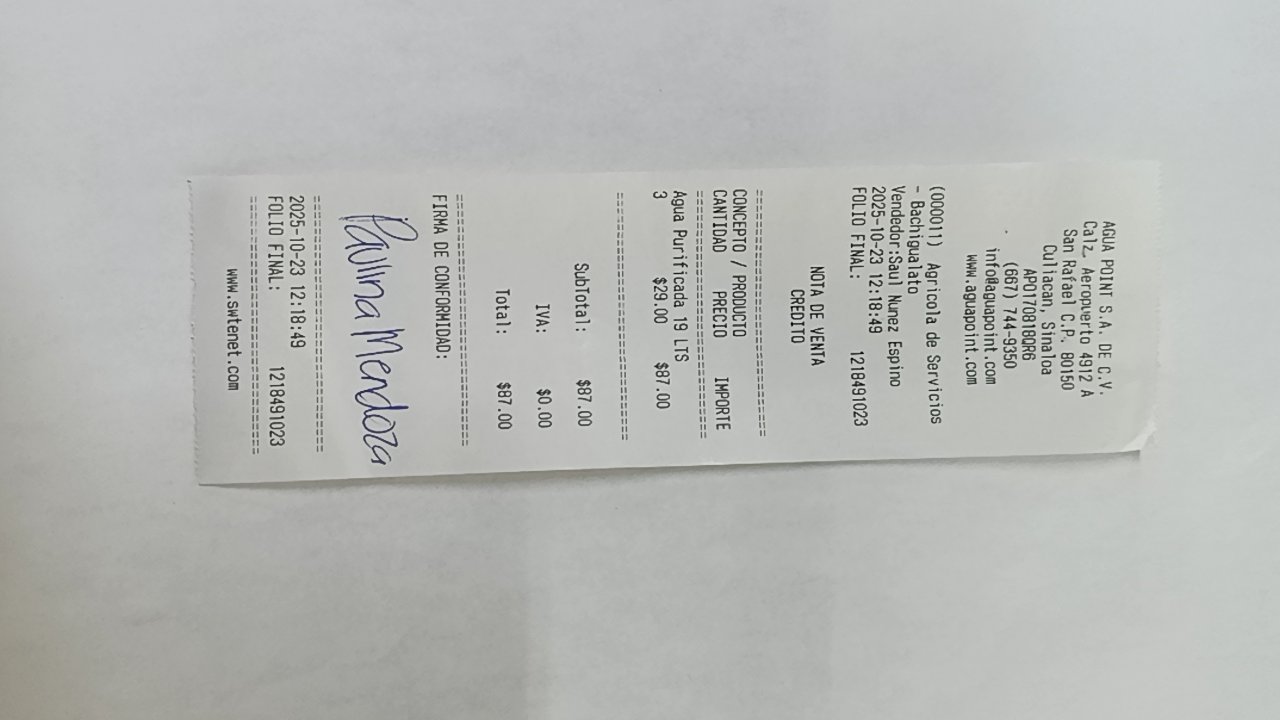 AGUA POINT S.A. DE C.V.
Calz. Aeropuerto 4912 A
San Rafael C.P. 80150
Culiacan, Sinaloa
APO170818QR6
(667) 744-9350
info@aguapoint.com
www.aguapoint.com
(000011) Agricola de Servicios
- Bachigualato
Vendedor:Saul Nunez Espino
2025-10-23 12:18:49
FOLIO FINAL: 1218491023
NOTA DE VENTA
CREDITO
==============================
CONCEPTO / PRODUCTO
CANTIDAD PRECIO IMPORTE
==============================
Agua Purificada 19 LTS
3 $29.00 $87.00
==============================
SubTotal: $87.00
IVA: $0.00
Total: $87.00
==============================
FIRMA DE CONFORMIDAD:
Paulina Mendoza
==============================
2025-10-23 12:18:49
FOLIO FINAL: 1218491023
==============================
www.swtenet.com